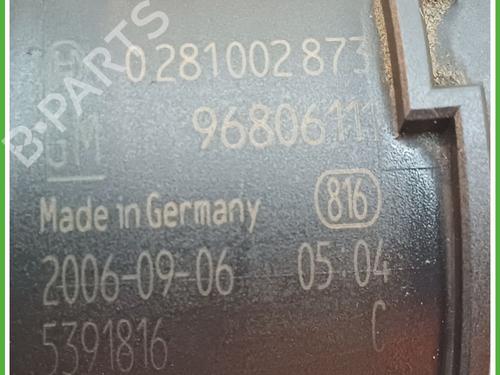 0 281 002 873
96806111
GM
Made in Germany 816
2006-09-06 05:04
5391816 C
B-PARTS